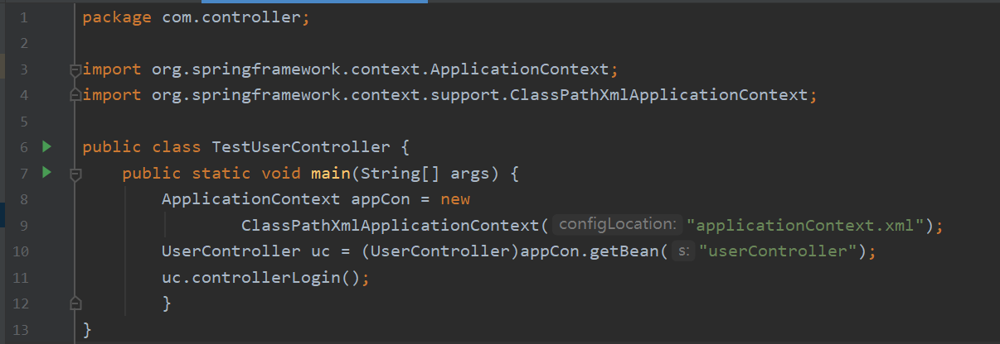 1 package com.controller;
2
3 import org.springframework.context.ApplicationContext;
4 import org.springframework.context.support.ClassPathXmlApplicationContext;
5
6 public class TestUserController {
7     public static void main(String[] args) {
8         ApplicationContext appCon = new
9                 ClassPathXmlApplicationContext( configLocation: "applicationContext.xml");
10         UserController uc = (UserController)appCon.getBean( s: "userController");
11         uc.controllerLogin();
12         }
13 }